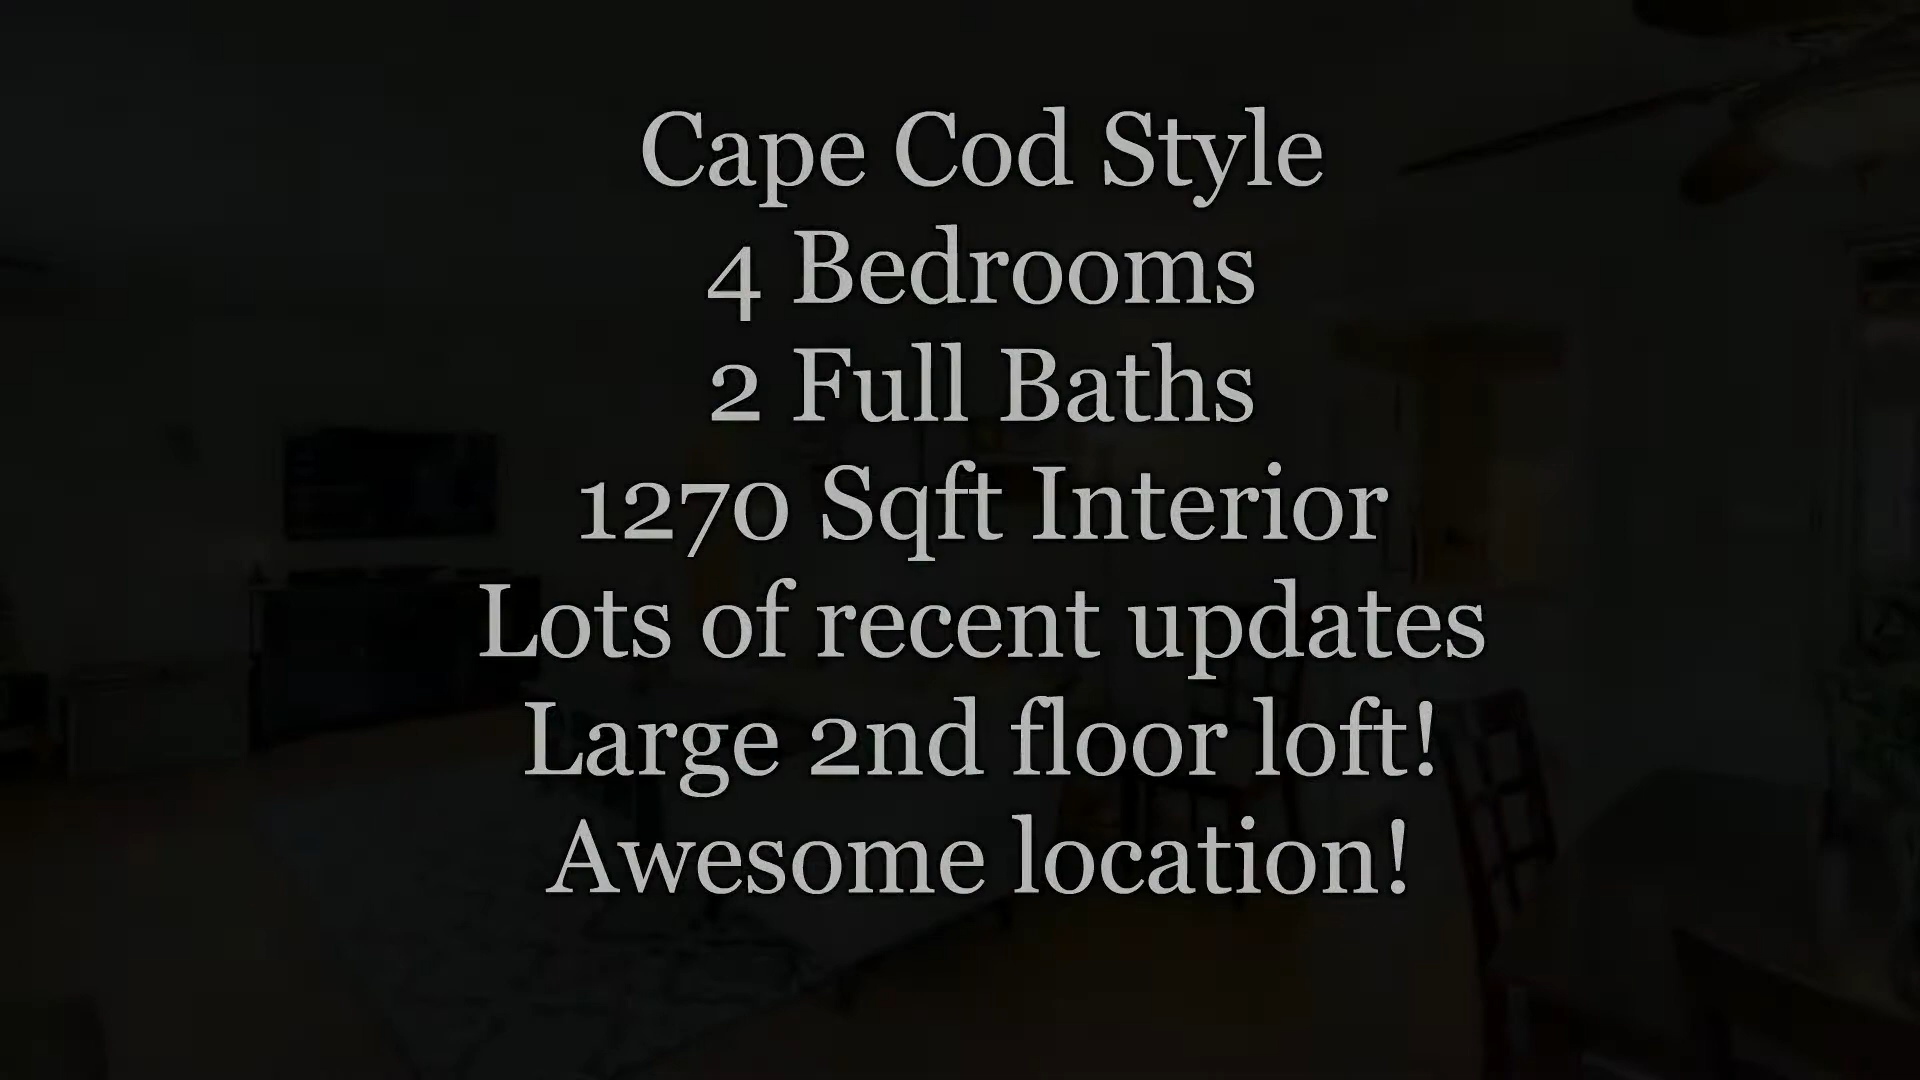 Cape Cod Style
4 Bedrooms
2 Full Baths
1270 Sqft Interior
Lots of recent updates
Large 2nd floor loft!
Awesome location!